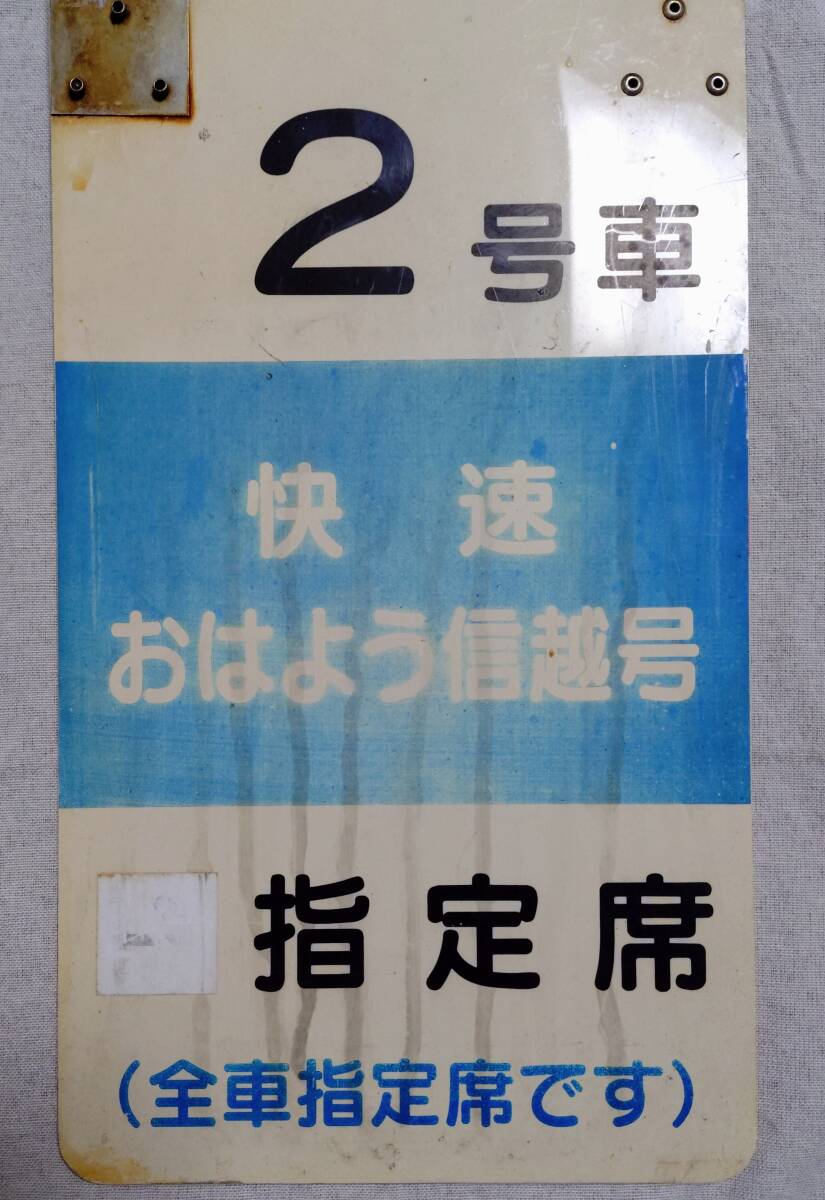 2号車
快速
おはよう信越号
指定席
（全車指定席です）